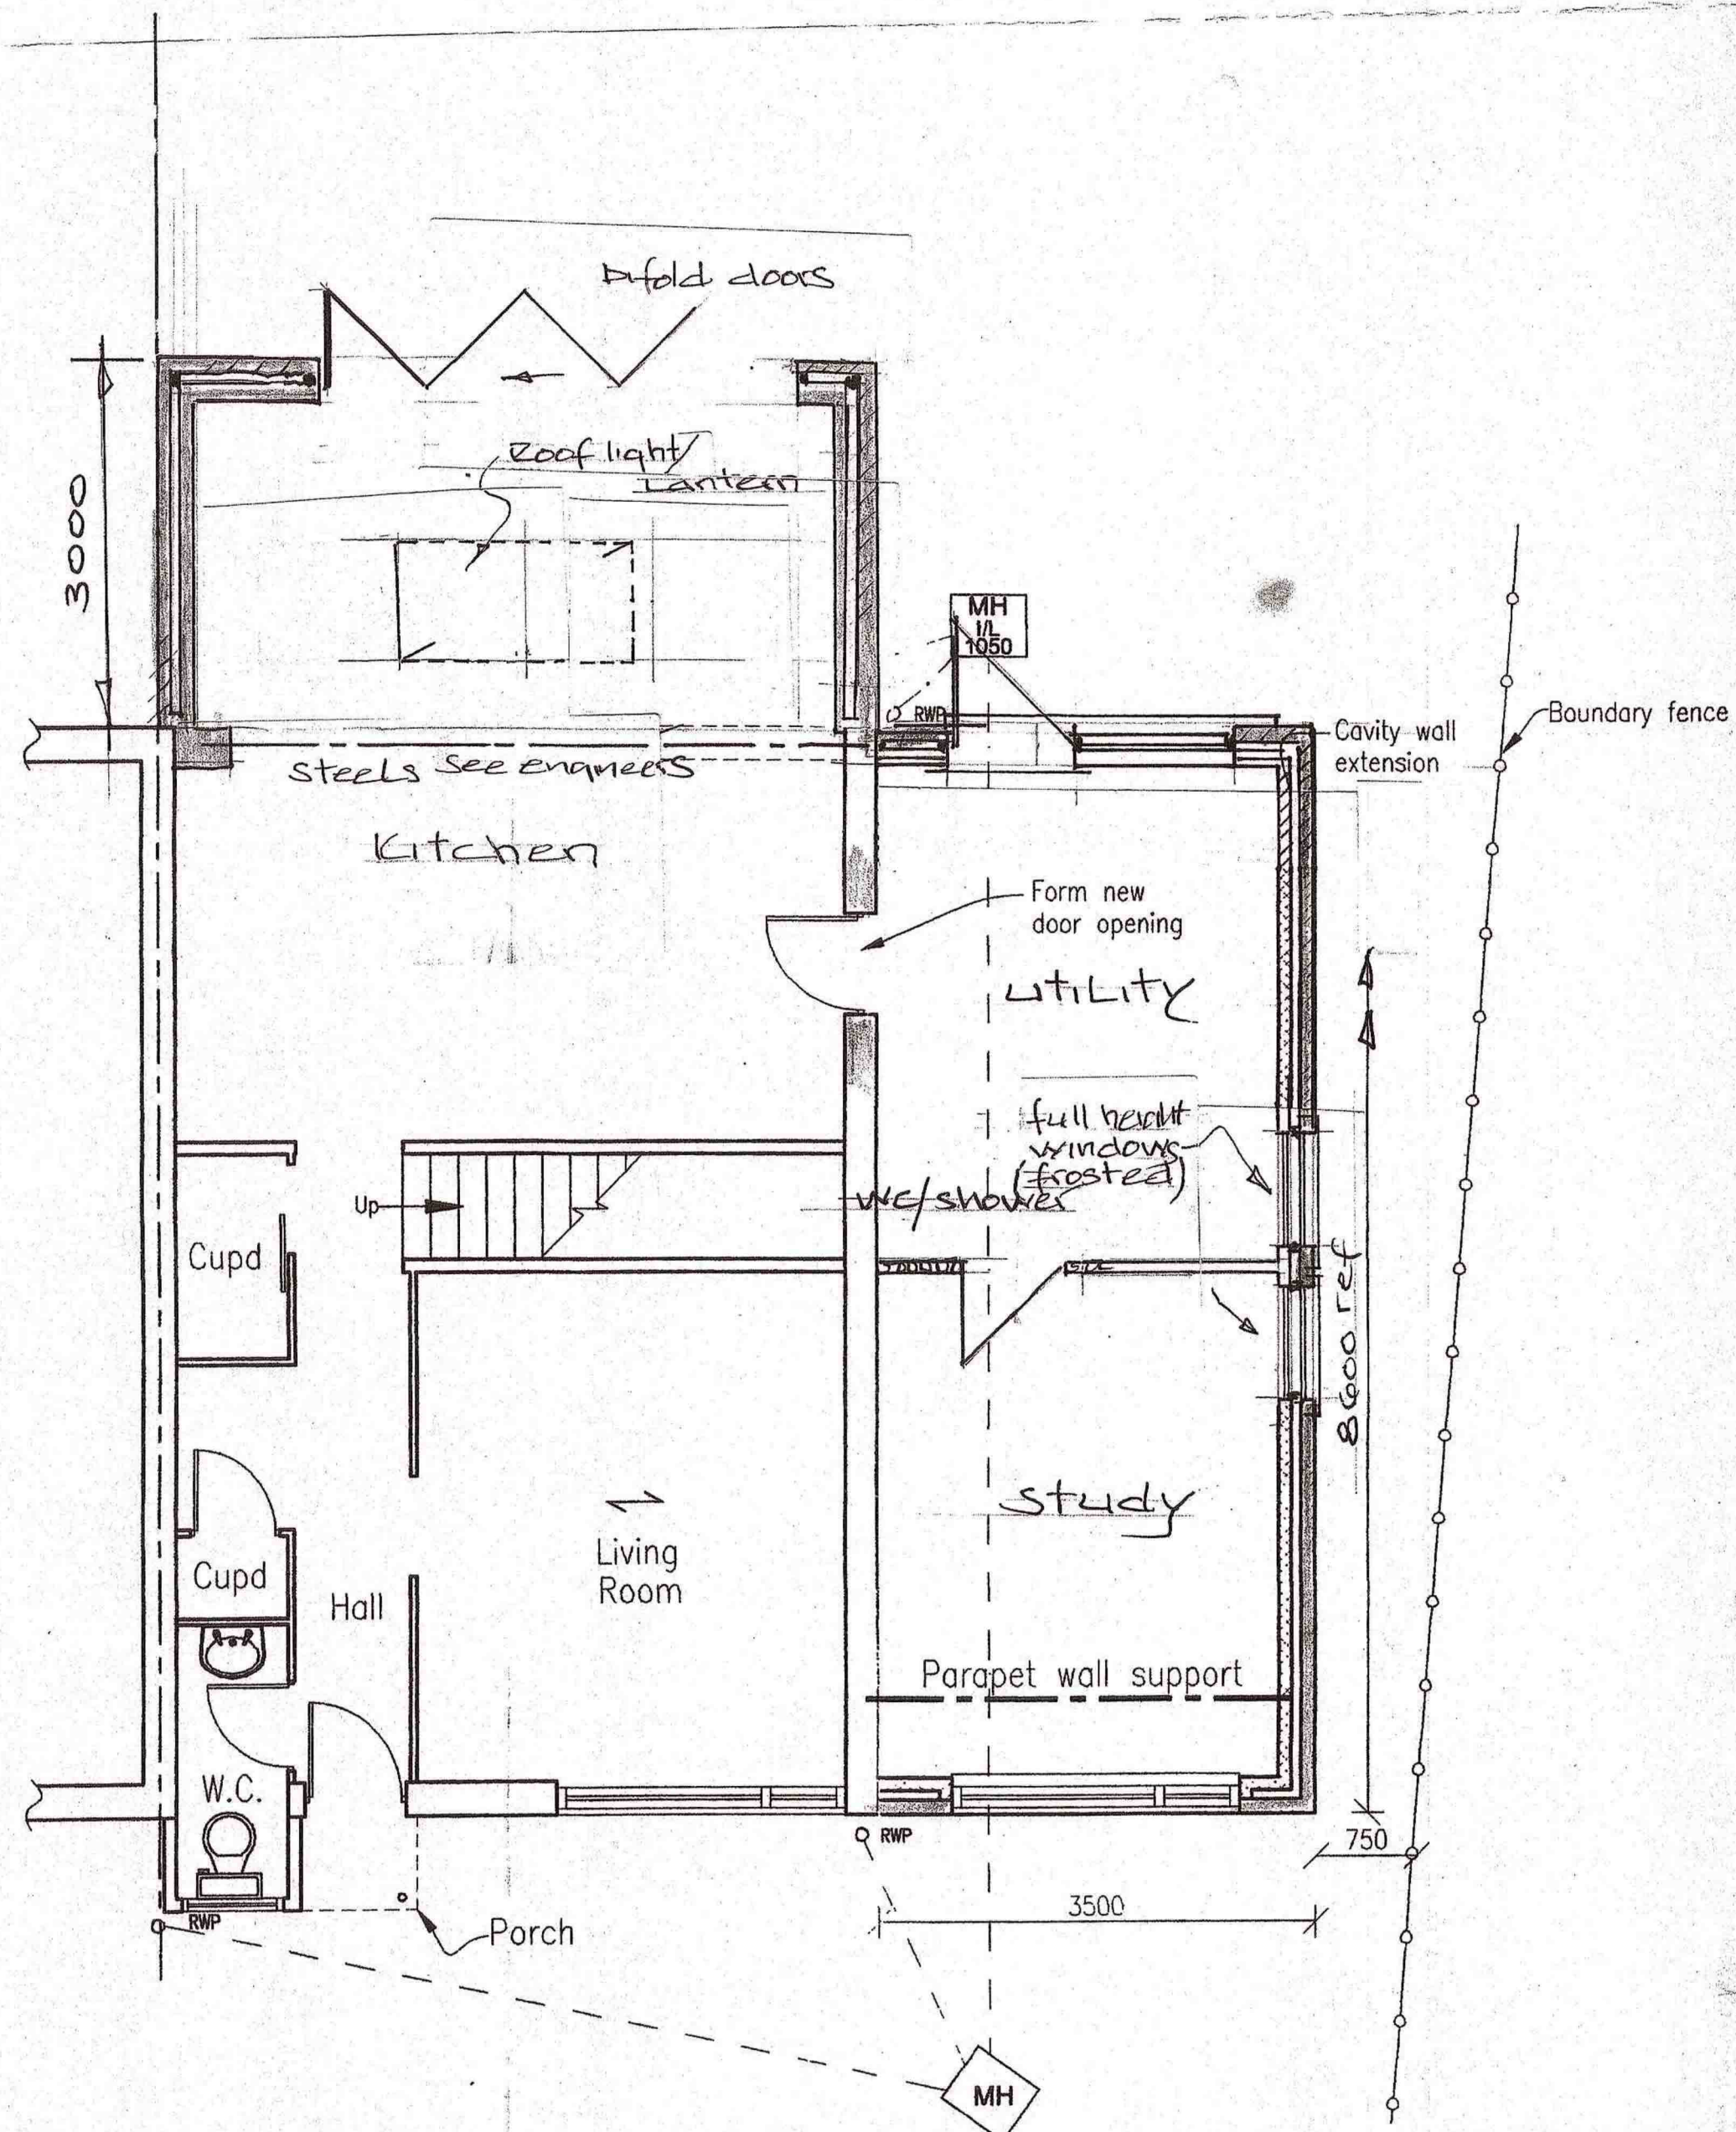 Bifold doors
Roof light/
Lantern
3000
MH
I/L
1050
RWP
Cavity wall
extension
Boundary fence
steels see engineers
Kitchen
Form new
door opening
utility
full height
windows
(frosted)
wc/shower
Up
Cupd
8600 ref
study
Living
Room
Cupd
Hall
Parapet wall support
W.C.
RWP
750
RWP
3500
Porch
MH